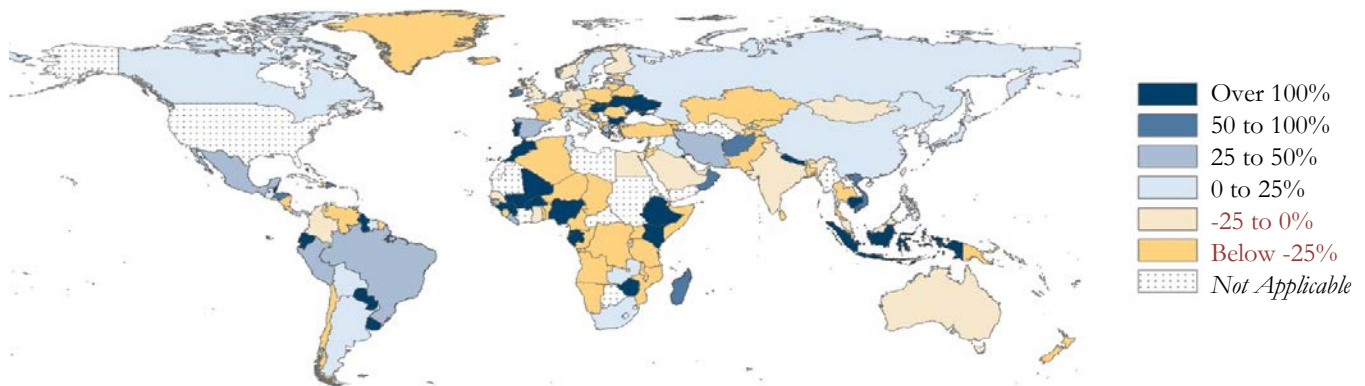 Over 100%
50 to 100%
25 to 50%
0 to 25%
-25 to 0%
Below -25%
Not Applicable